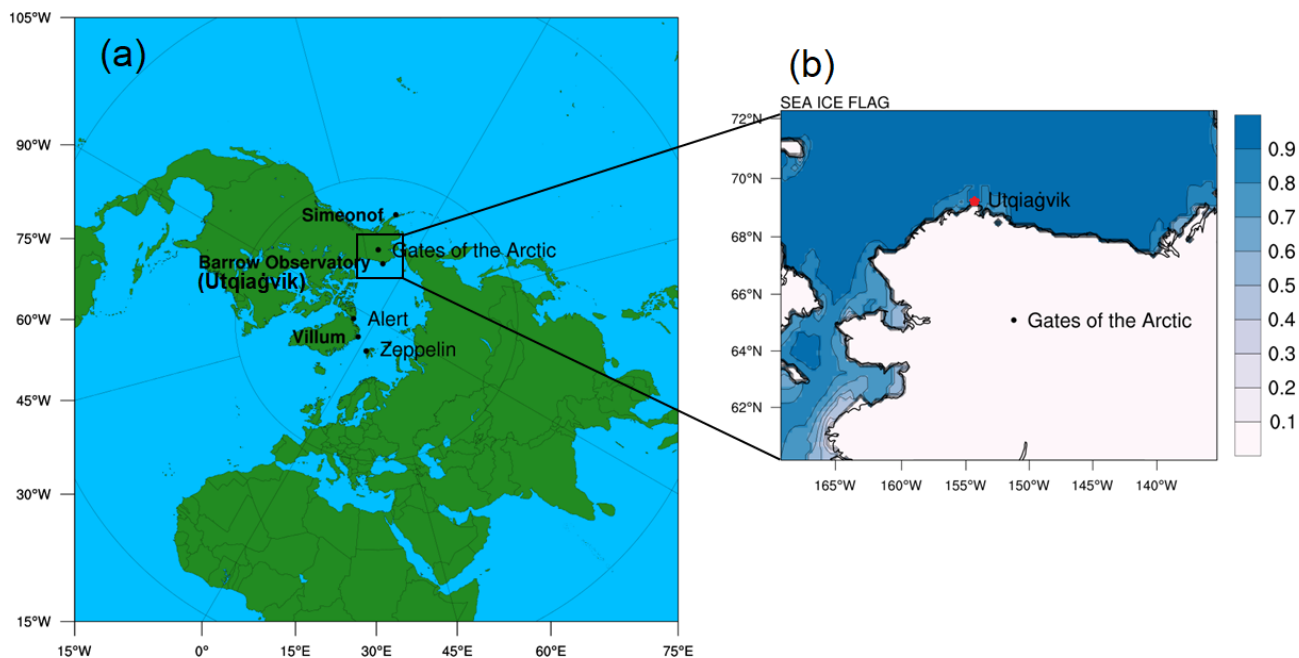 105°W
(a)
90°W
75°W
60°W
45°W
30°W
15°W
15°W
0°
15°E
30°E
45°E
60°E
75°E
Simeonof
Gates of the Arctic
Barrow Observatory
(Utqiaġvik)
Alert
Villum
Zeppelin
(b)
SEA ICE FLAG
72°N
70°N
68°N
66°N
64°N
62°N
Utqiaġvik
Gates of the Arctic
165°W
160°W
155°W
150°W
145°W
140°W
0.9
0.8
0.7
0.6
0.5
0.4
0.3
0.2
0.1